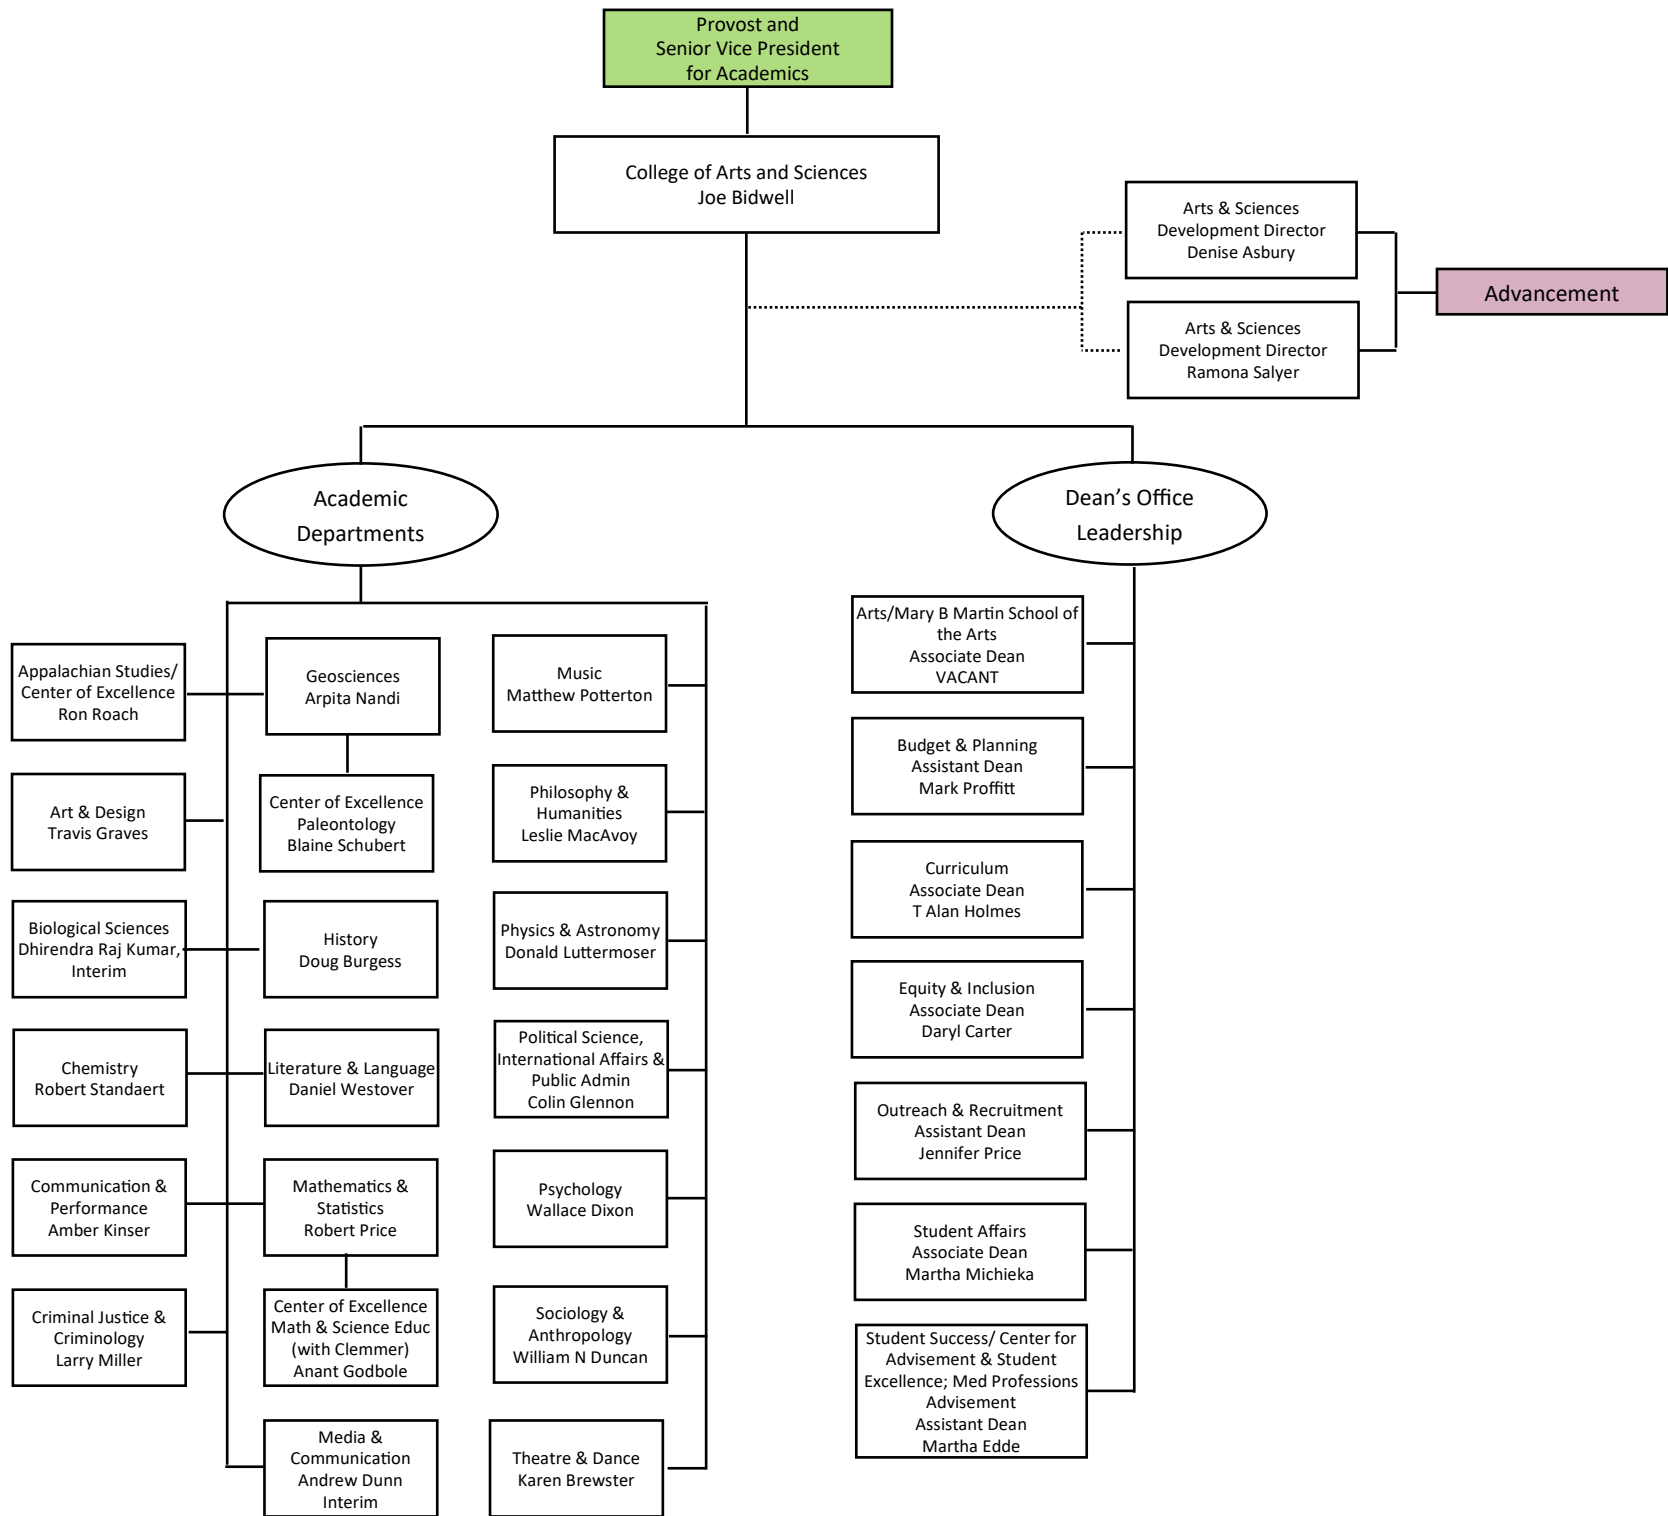 Provost and
Senior Vice President
for Academics
College of Arts and Sciences
Joe Bidwell
Arts & Sciences
Development Director
Denise Asbury
Advancement
Arts & Sciences
Development Director
Ramona Salyer
Academic
Departments
Dean’s Office
Leadership
Appalachian Studies/
Center of Excellence
Ron Roach
Art & Design
Travis Graves
Biological Sciences
Dhirendra Raj Kumar,
Interim
Chemistry
Robert Standaert
Communication &
Performance
Amber Kinser
Criminal Justice &
Criminology
Larry Miller
Geosciences
Arpita Nandi
Center of Excellence
Paleontology
Blaine Schubert
History
Doug Burgess
Literature & Language
Daniel Westover
Mathematics &
Statistics
Robert Price
Center of Excellence
Math & Science Educ
(with Clemmer)
Anant Godbole
Media &
Communication
Andrew Dunn
Interim
Music
Matthew Potterton
Philosophy &
Humanities
Leslie MacAvoy
Physics & Astronomy
Donald Luttermoser
Political Science,
International Affairs &
Public Admin
Colin Glennon
Psychology
Wallace Dixon
Sociology &
Anthropology
William N Duncan
Theatre & Dance
Karen Brewster
Arts/Mary B Martin School of
the Arts
Associate Dean
VACANT
Budget & Planning
Assistant Dean
Mark Proffitt
Curriculum
Associate Dean
T Alan Holmes
Equity & Inclusion
Associate Dean
Daryl Carter
Outreach & Recruitment
Assistant Dean
Jennifer Price
Student Affairs
Associate Dean
Martha Michieka
Student Success/ Center for
Advisement & Student
Excellence; Med Professions
Advisement
Assistant Dean
Martha Edde